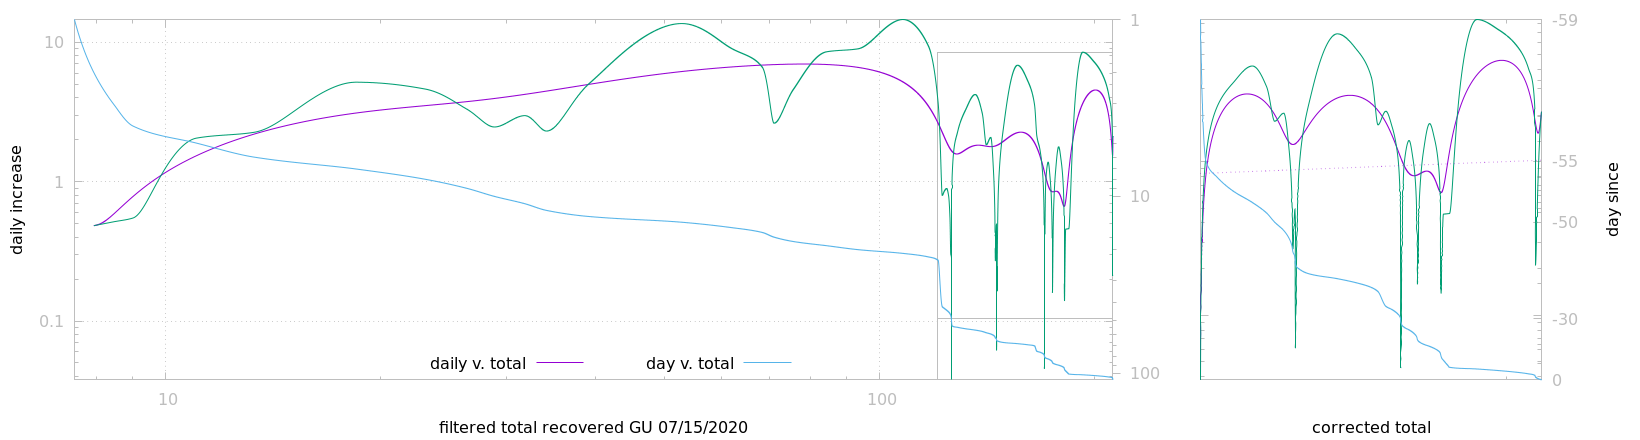 daily increase
10
1
0.1
10
100
1
10
100
daily v. total
day v. total
filtered total recovered GU 07/15/2020
-59
-55
-50
-30
0
day since
corrected total